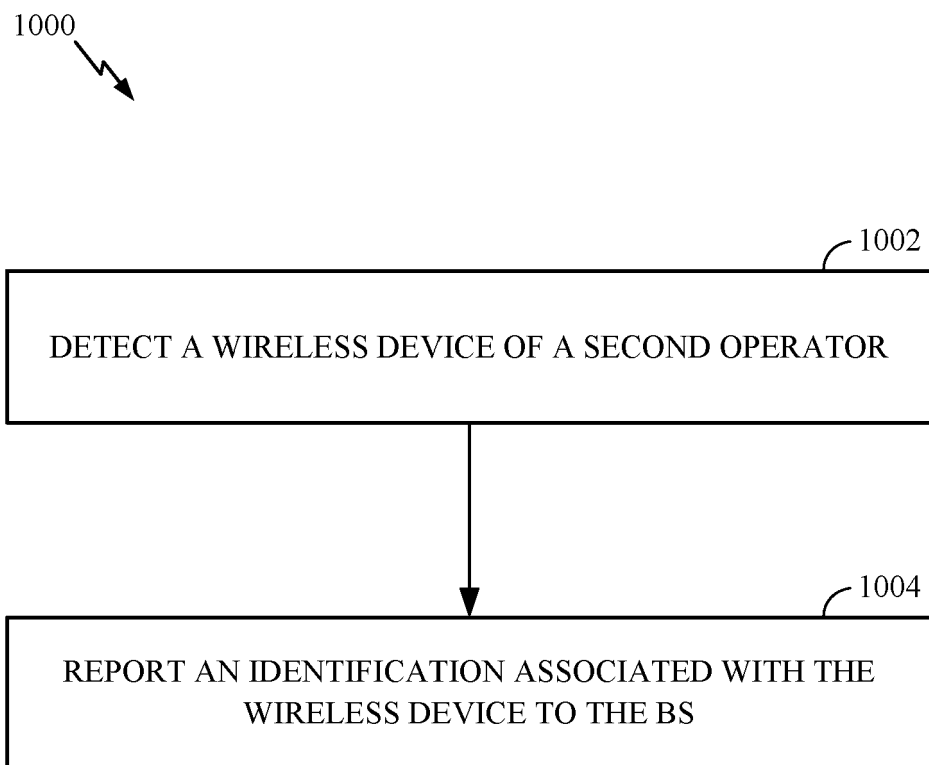 1000
1002
DETECT A WIRELESS DEVICE OF A SECOND OPERATOR
1004
REPORT AN IDENTIFICATION ASSOCIATED WITH THE
WIRELESS DEVICE TO THE BS